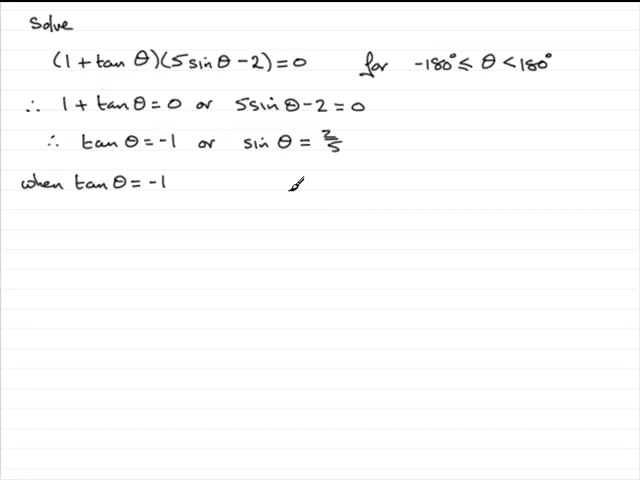 Solve
(1 + tan θ)(5 sin θ - 2) = 0 for -180° ≤ θ < 180°
∴ 1 + tan θ = 0 or 5 sin θ - 2 = 0
∴ tan θ = -1 or sin θ = 2/5
when tan θ = -1